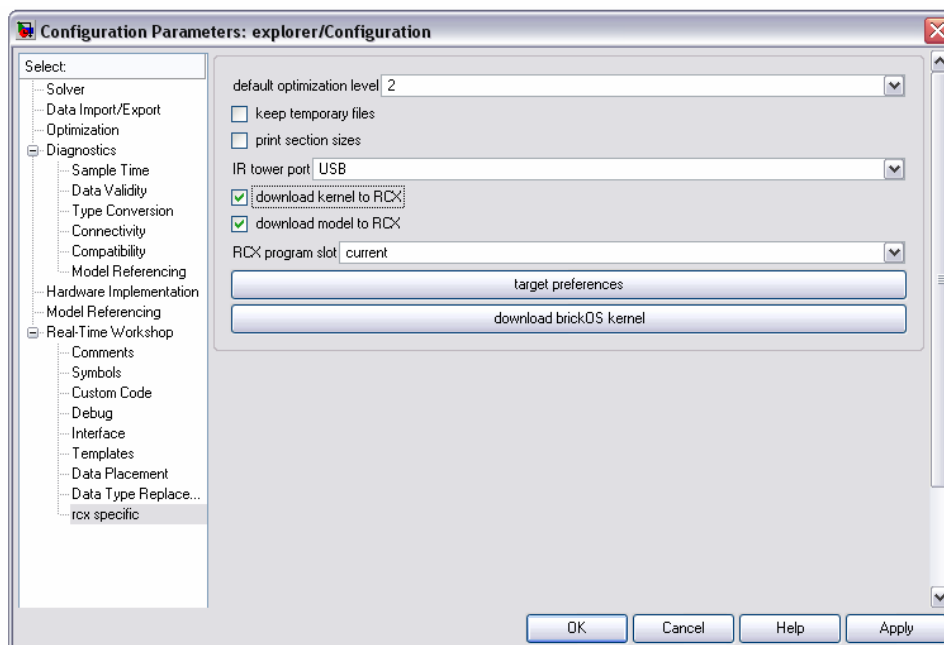 Configuration Parameters: explorer/Configuration
Select:
Solver
Data Import/Export
Optimization
Diagnostics
Sample Time
Data Validity
Type Conversion
Connectivity
Compatibility
Model Referencing
Hardware Implementation
Model Referencing
Real-Time Workshop
Comments
Symbols
Custom Code
Debug
Interface
Templates
Data Placement
Data Type Replace...
rcx specific
default optimization level 2
keep temporary files
print section sizes
IR tower port USB
download kernel to RCX
download model to RCX
RCX program slot current
target preferences
download brickOS kernel
OK
Cancel
Help
Apply